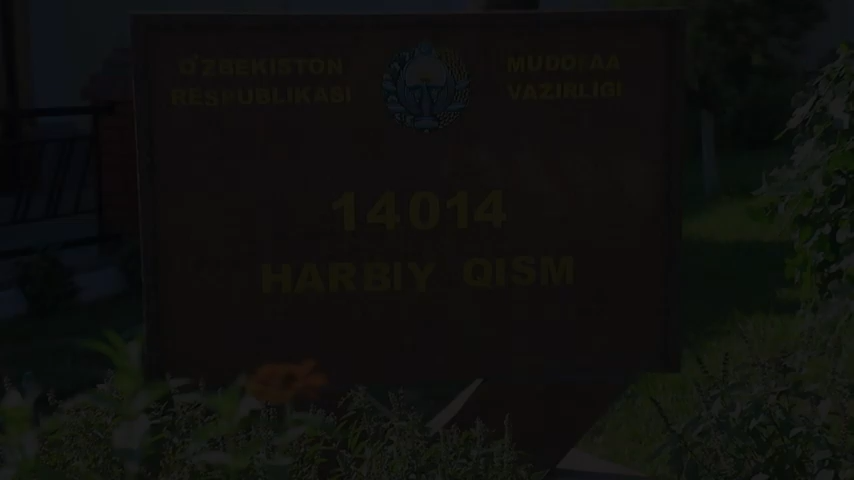 O'ZBEKISTON
RESPUBLIKASI
MUDOFAA
VAZIRLIGI
14014
HARBIY QISM